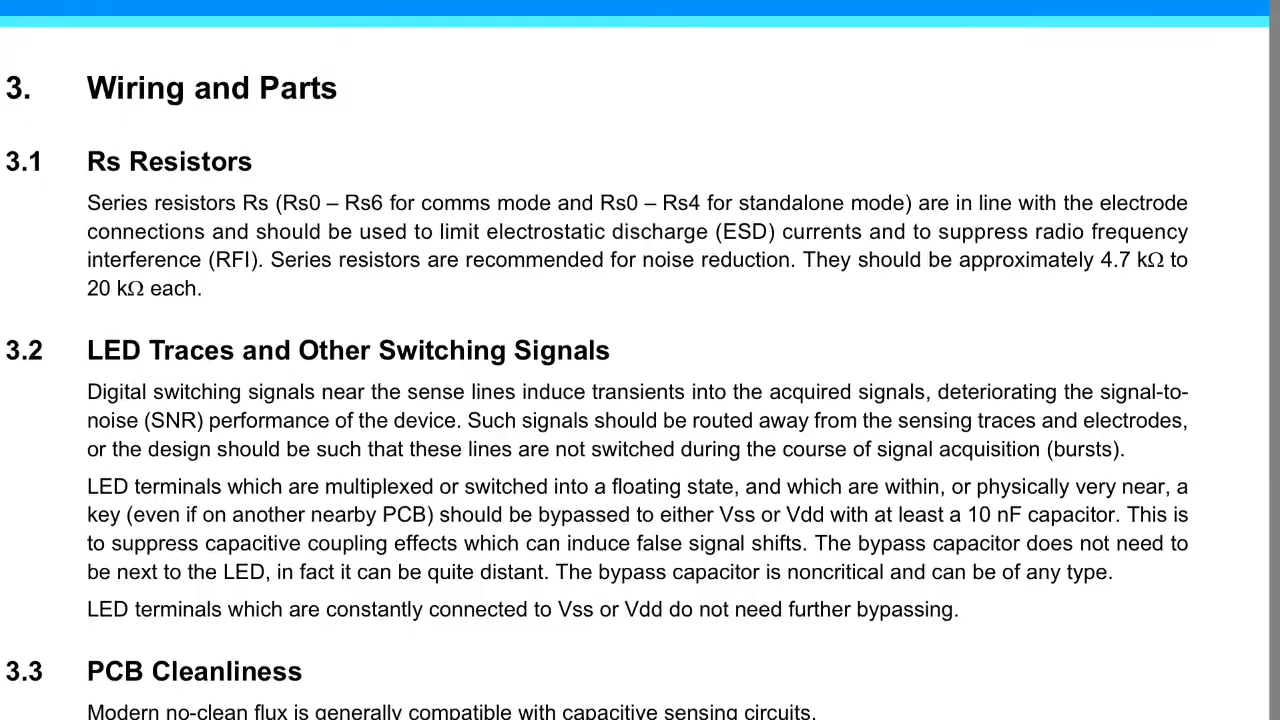 3. Wiring and Parts
3.1 Rs Resistors
Series resistors Rs (Rs0 – Rs6 for comms mode and Rs0 – Rs4 for standalone mode) are in line with the electrode
connections and should be used to limit electrostatic discharge (ESD) currents and to suppress radio frequency
interference (RFI). Series resistors are recommended for noise reduction. They should be approximately 4.7 kΩ to
20 kΩ each.
3.2 LED Traces and Other Switching Signals
Digital switching signals near the sense lines induce transients into the acquired signals, deteriorating the signal-to-
noise (SNR) performance of the device. Such signals should be routed away from the sensing traces and electrodes,
or the design should be such that these lines are not switched during the course of signal acquisition (bursts).
LED terminals which are multiplexed or switched into a floating state, and which are within, or physically very near, a
key (even if on another nearby PCB) should be bypassed to either Vss or Vdd with at least a 10 nF capacitor. This is
to suppress capacitive coupling effects which can induce false signal shifts. The bypass capacitor does not need to
be next to the LED, in fact it can be quite distant. The bypass capacitor is noncritical and can be of any type.
LED terminals which are constantly connected to Vss or Vdd do not need further bypassing.
3.3 PCB Cleanliness
Modern no-clean flux is generally compatible with capacitive sensing circuits.